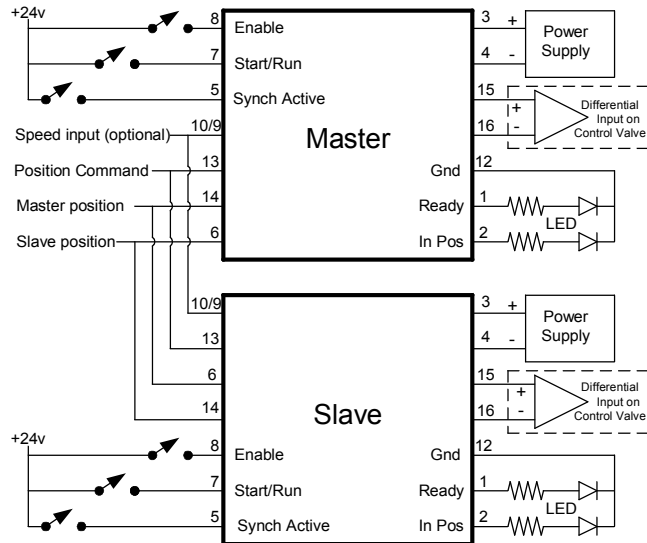 +24v
8 Enable
7 Start/Run
5 Synch Active
Speed input (optional) 10/9
Position Command 13
Master position 14
Slave position 6
Master
3 + Power
4 - Supply
15 + Differential
16 - Input on
Control Valve
Gnd 12
Ready 1
LED
In Pos 2
10/9
13
6
14
+24v
8 Enable
7 Start/Run
5 Synch Active
Slave
3 + Power
4 - Supply
15 + Differential
16 - Input on
Control Valve
Gnd 12
Ready 1
LED
In Pos 2